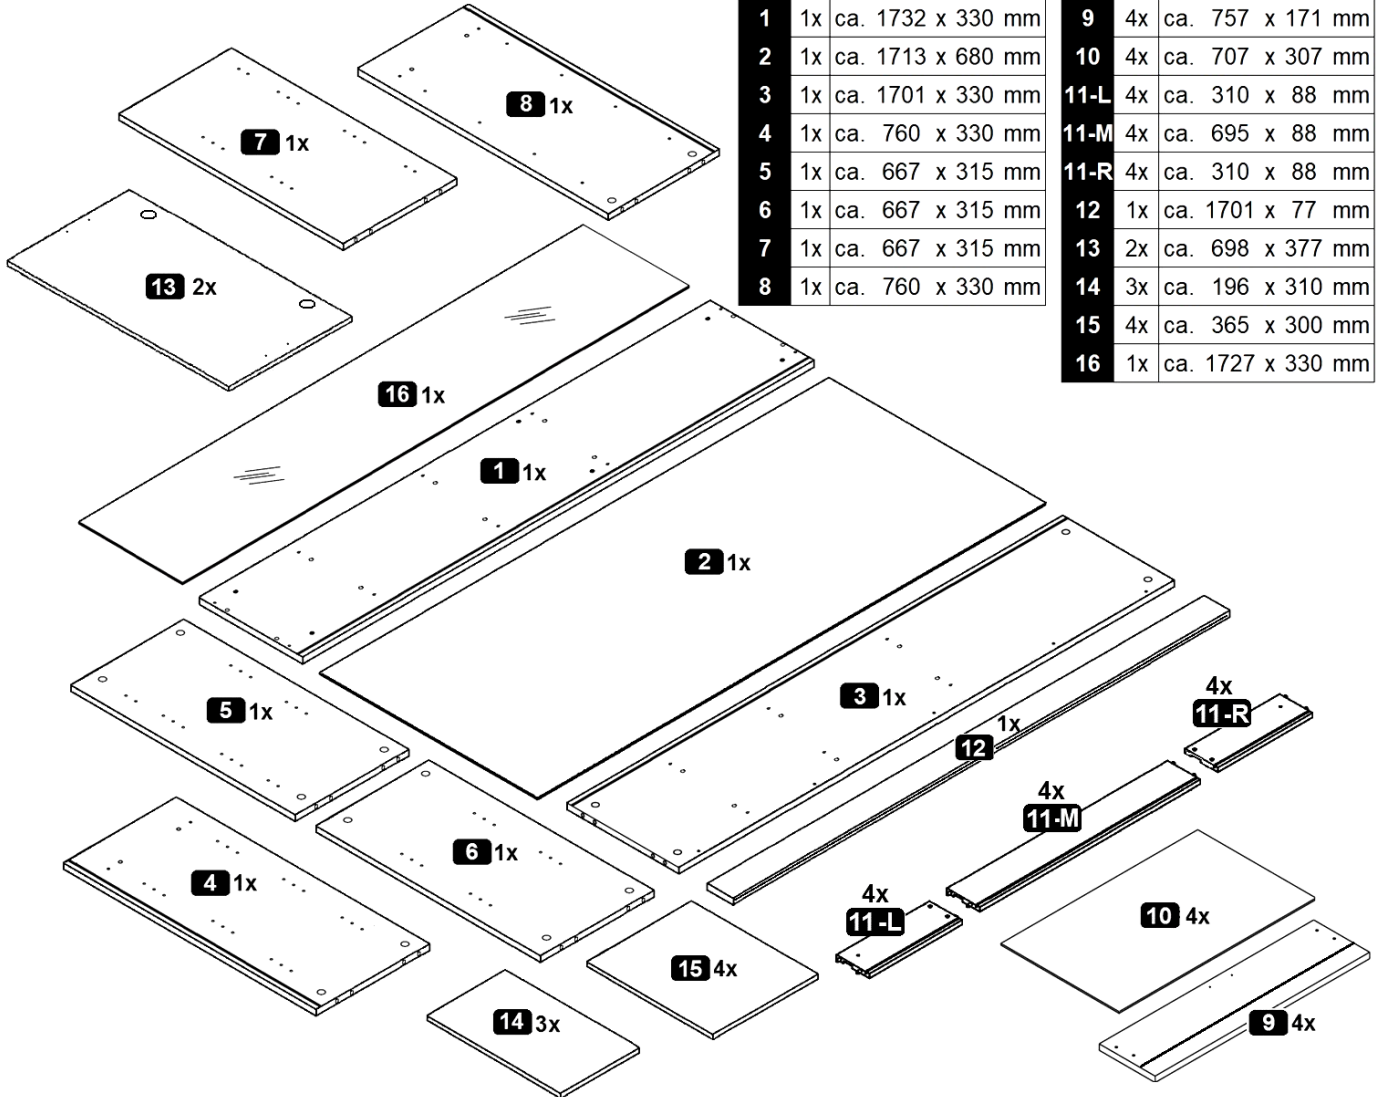 1 1x ca. 1732 x 330 mm
2 1x ca. 1713 x 680 mm
3 1x ca. 1701 x 330 mm
4 1x ca. 760 x 330 mm
5 1x ca. 667 x 315 mm
6 1x ca. 667 x 315 mm
7 1x ca. 667 x 315 mm
8 1x ca. 760 x 330 mm
9 4x ca. 757 x 171 mm
10 4x ca. 707 x 307 mm
11-L 4x ca. 310 x 88 mm
11-M 4x ca. 695 x 88 mm
11-R 4x ca. 310 x 88 mm
12 1x ca. 1701 x 77 mm
13 2x ca. 698 x 377 mm
14 3x ca. 196 x 310 mm
15 4x ca. 365 x 300 mm
16 1x ca. 1727 x 330 mm
8 1x
7 1x
13 2x
16 1x
1 1x
2 1x
3 1x
5 1x
4x
11-R
1x
12
4x
11-M
6 1x
4 1x
4x
11-L
10 4x
15 4x
14 3x
9 4x